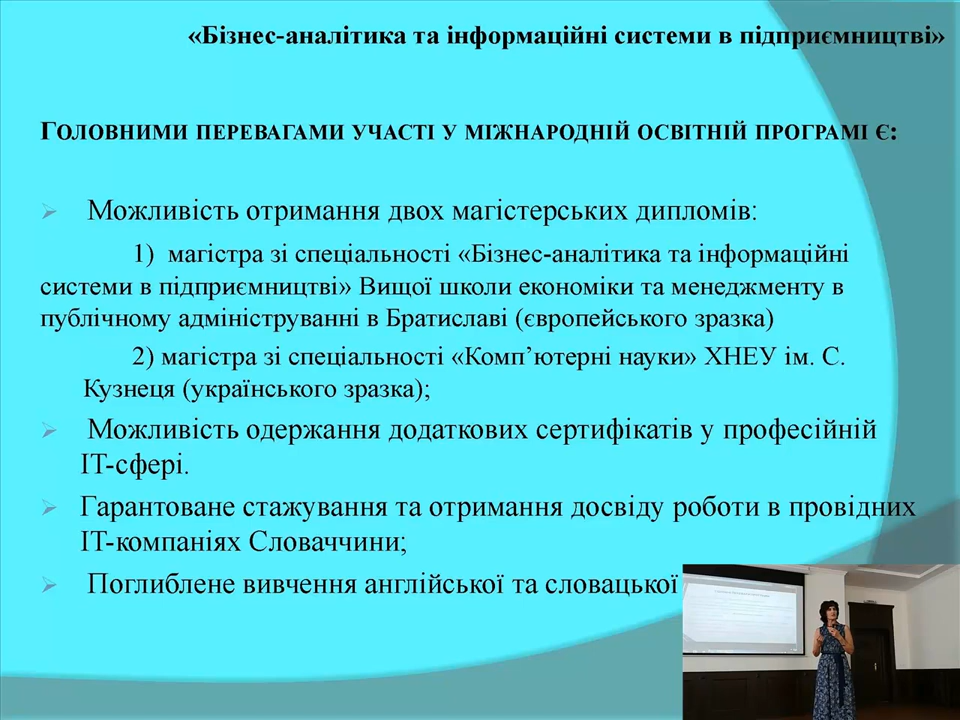 «Бізнес-аналітика та інформаційні системи в підприємництві»
Головними перевагами участі у міжнародній освітній програмі є:
Можливість отримання двох магістерських дипломів:
1) магістра зі спеціальності «Бізнес-аналітика та інформаційні
системи в підприємництві» Вищої школи економіки та менеджменту в
публічному адмініструванні в Братиславі (європейського зразка)
2) магістра зі спеціальності «Комп’ютерні науки» ХНЕУ ім. С.
Кузнеця (українського зразка);
Можливість одержання додаткових сертифікатів у професійній
ІТ-сфері.
Гарантоване стажування та отримання досвіду роботи в провідних
ІТ-компаніях Словаччини;
Поглиблене вивчення англійської та словацької